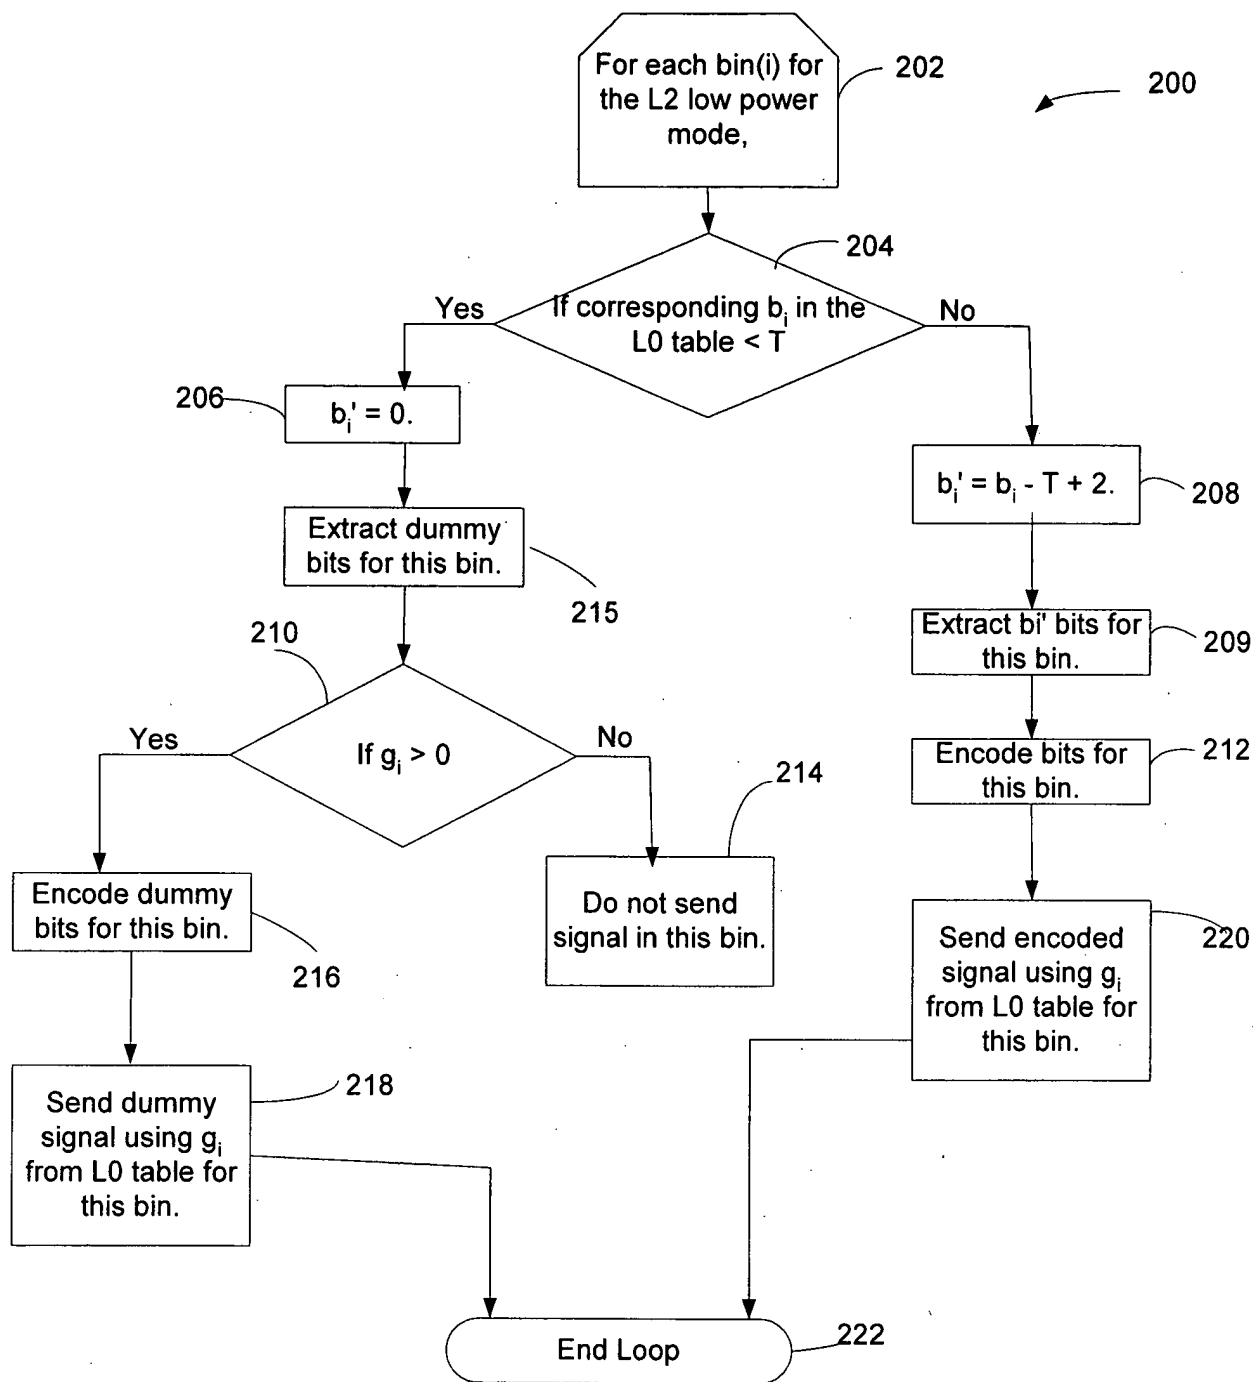 For each bin(i) for
the L2 low power
mode,
202
200
204
If corresponding bi in the
L0 table < T
Yes
No
206
bi' = 0.
bi' = bi - T + 2.
208
Extract dummy
bits for this bin.
215
Extract bi' bits for
this bin.
209
210
If gi > 0
Yes
No
Encode bits for
this bin.
212
214
Do not send
signal in this bin.
Encode dummy
bits for this bin.
216
Send encoded
signal using gi
from L0 table for
this bin.
220
218
Send dummy
signal using gi
from L0 table for
this bin.
End Loop
222